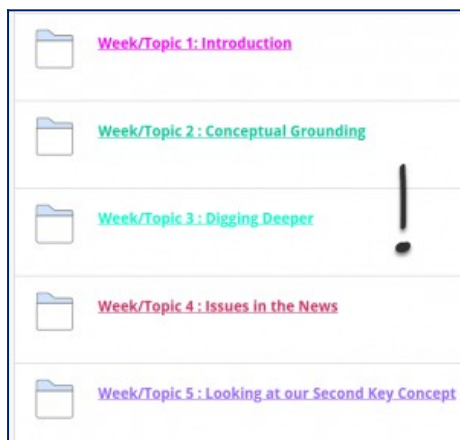 Week/Topic 1: Introduction
Week/Topic 2 : Conceptual Grounding
Week/Topic 3 : Digging Deeper
!
Week/Topic 4 : Issues in the News
Week/Topic 5 : Looking at our Second Key Concept